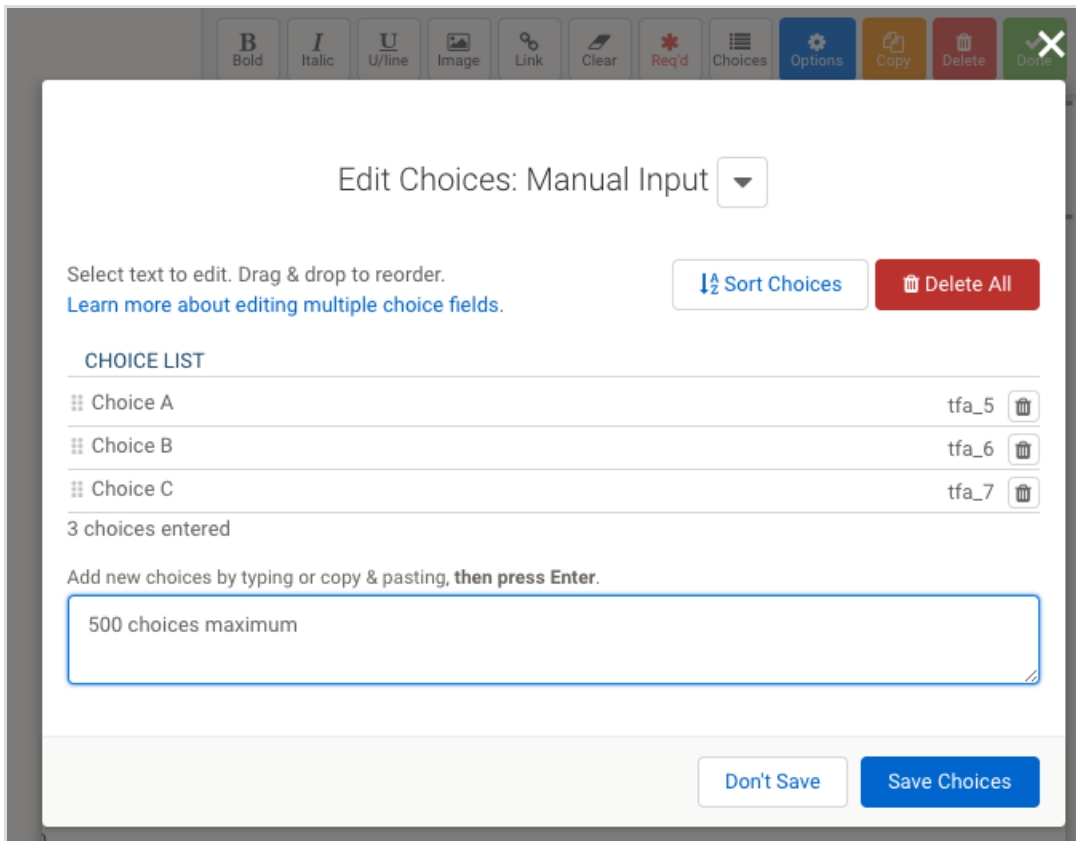 B I U
Bold Italic U/line Image Link Clear Req'd Choices Options Copy Delete Done
Edit Choices: Manual Input
Select text to edit. Drag & drop to reorder.
Learn more about editing multiple choice fields.
Sort Choices
Delete All
CHOICE LIST
Choice A tfa_5
Choice B tfa_6
Choice C tfa_7
3 choices entered
Add new choices by typing or copy & pasting, then press Enter.
500 choices maximum
Don't Save
Save Choices